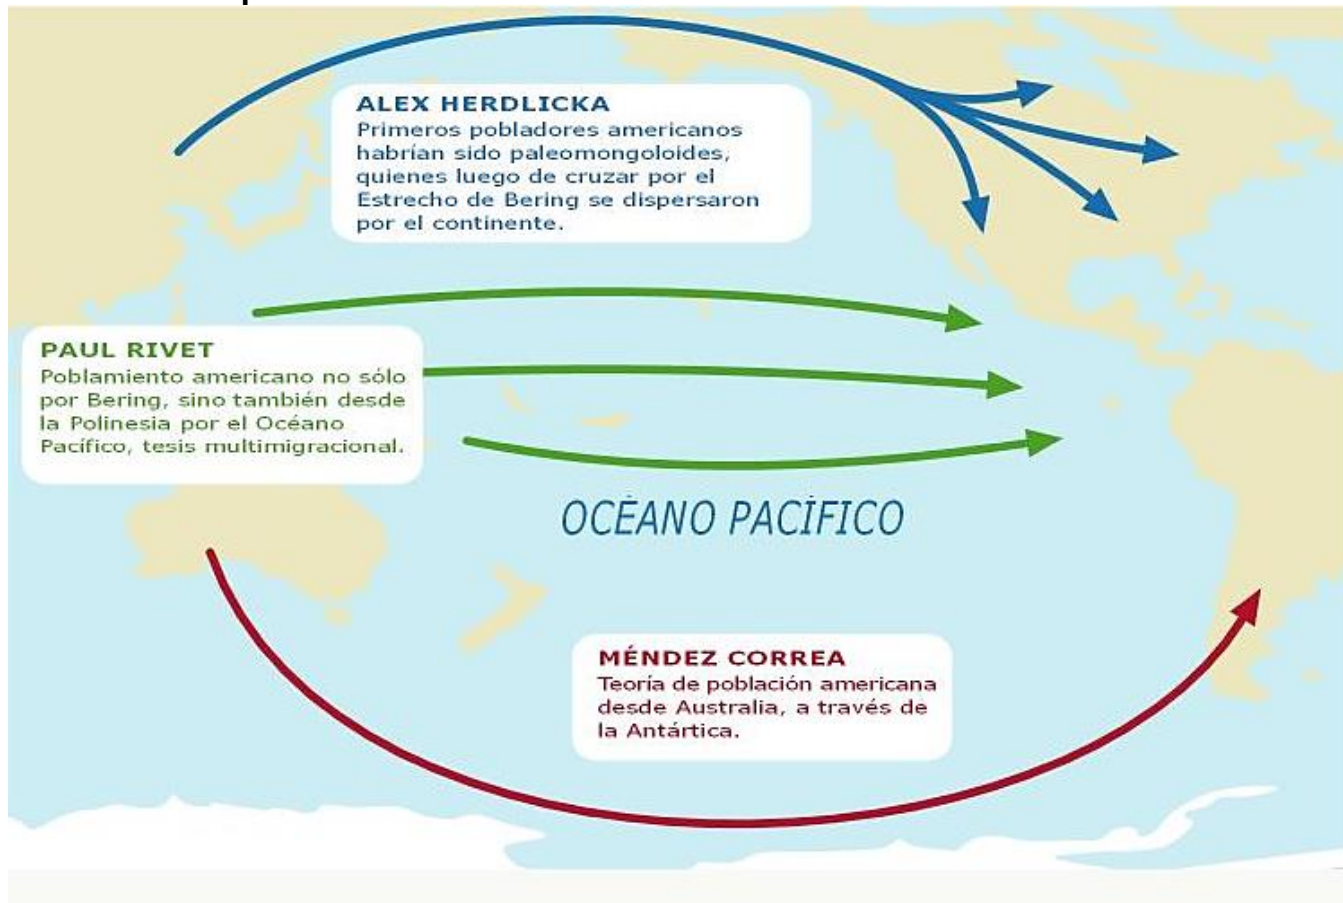 ALEX HERDLICKA
Primeros pobladores americanos
habrían sido paleomongoloides,
quienes luego de cruzar por el
Estrecho de Bering se dispersaron
por el continente.
PAUL RIVET
Poblamiento americano no sólo
por Bering, sino también desde
la Polinesia por el Océano
Pacífico, tesis multimigracional.
OCÉANO PACÍFICO
MÉNDEZ CORREA
Teoría de población americana
desde Australia, a través de
la Antártica.